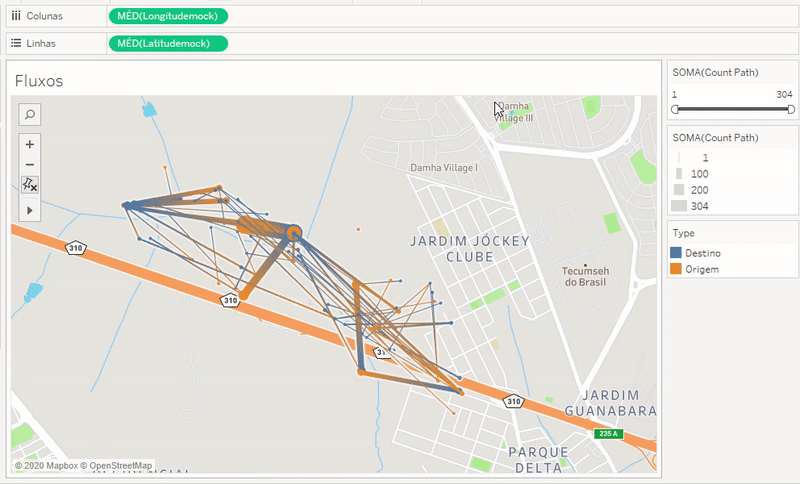 Colunas
MÉD(Longitudemock)
Linhas
MÉD(Latitudemock)
Fluxos
SOMA(Count Path)
1 304
SOMA(Count Path)
1
100
200
304
Type
Destino
Origem
Damha
Village III
Damha Village I
JARDIM JÓCKEY
CLUBE
Tecumseh
do Brasil
310
310
310
235 A
JARDIM
GUANABARA
PARQUE
DELTA
© 2020 Mapbox © OpenStreetMap